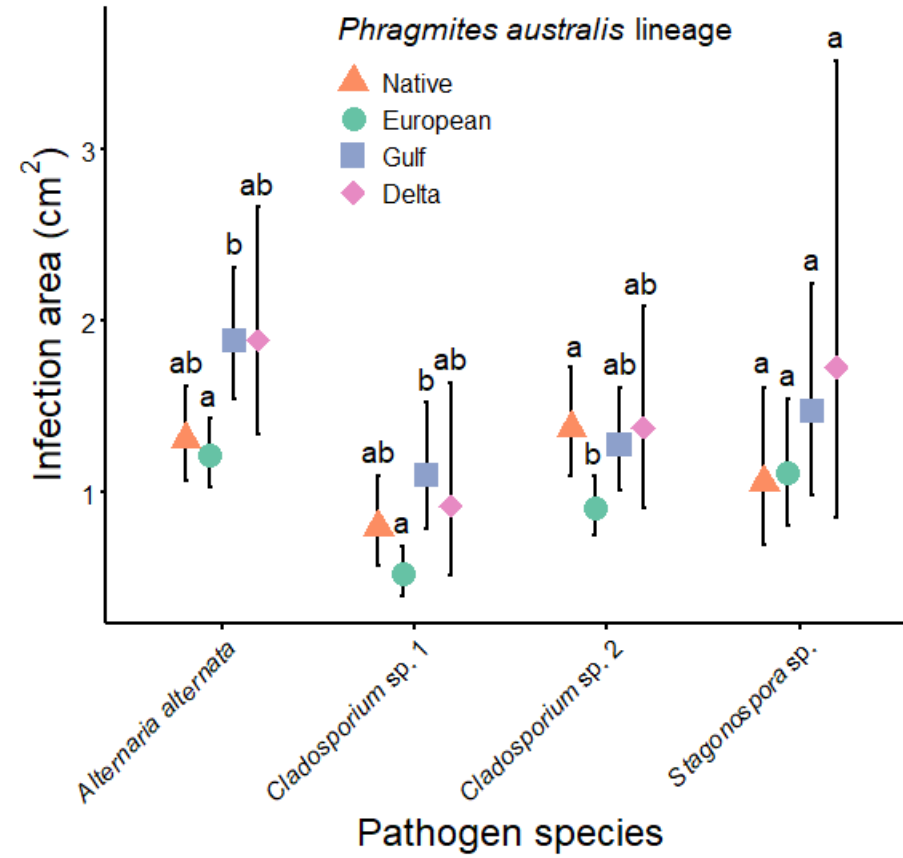 Phragmites australis lineage
Native
European
Gulf
Delta
Infection area (cm²)
3
2
1
ab
a
b
ab
ab
a
b
ab
a
b
ab
ab
a
a
a
a
Alternaria alternata
Cladosporium sp. 1
Cladosporium sp. 2
Stagonospora sp.
Pathogen species